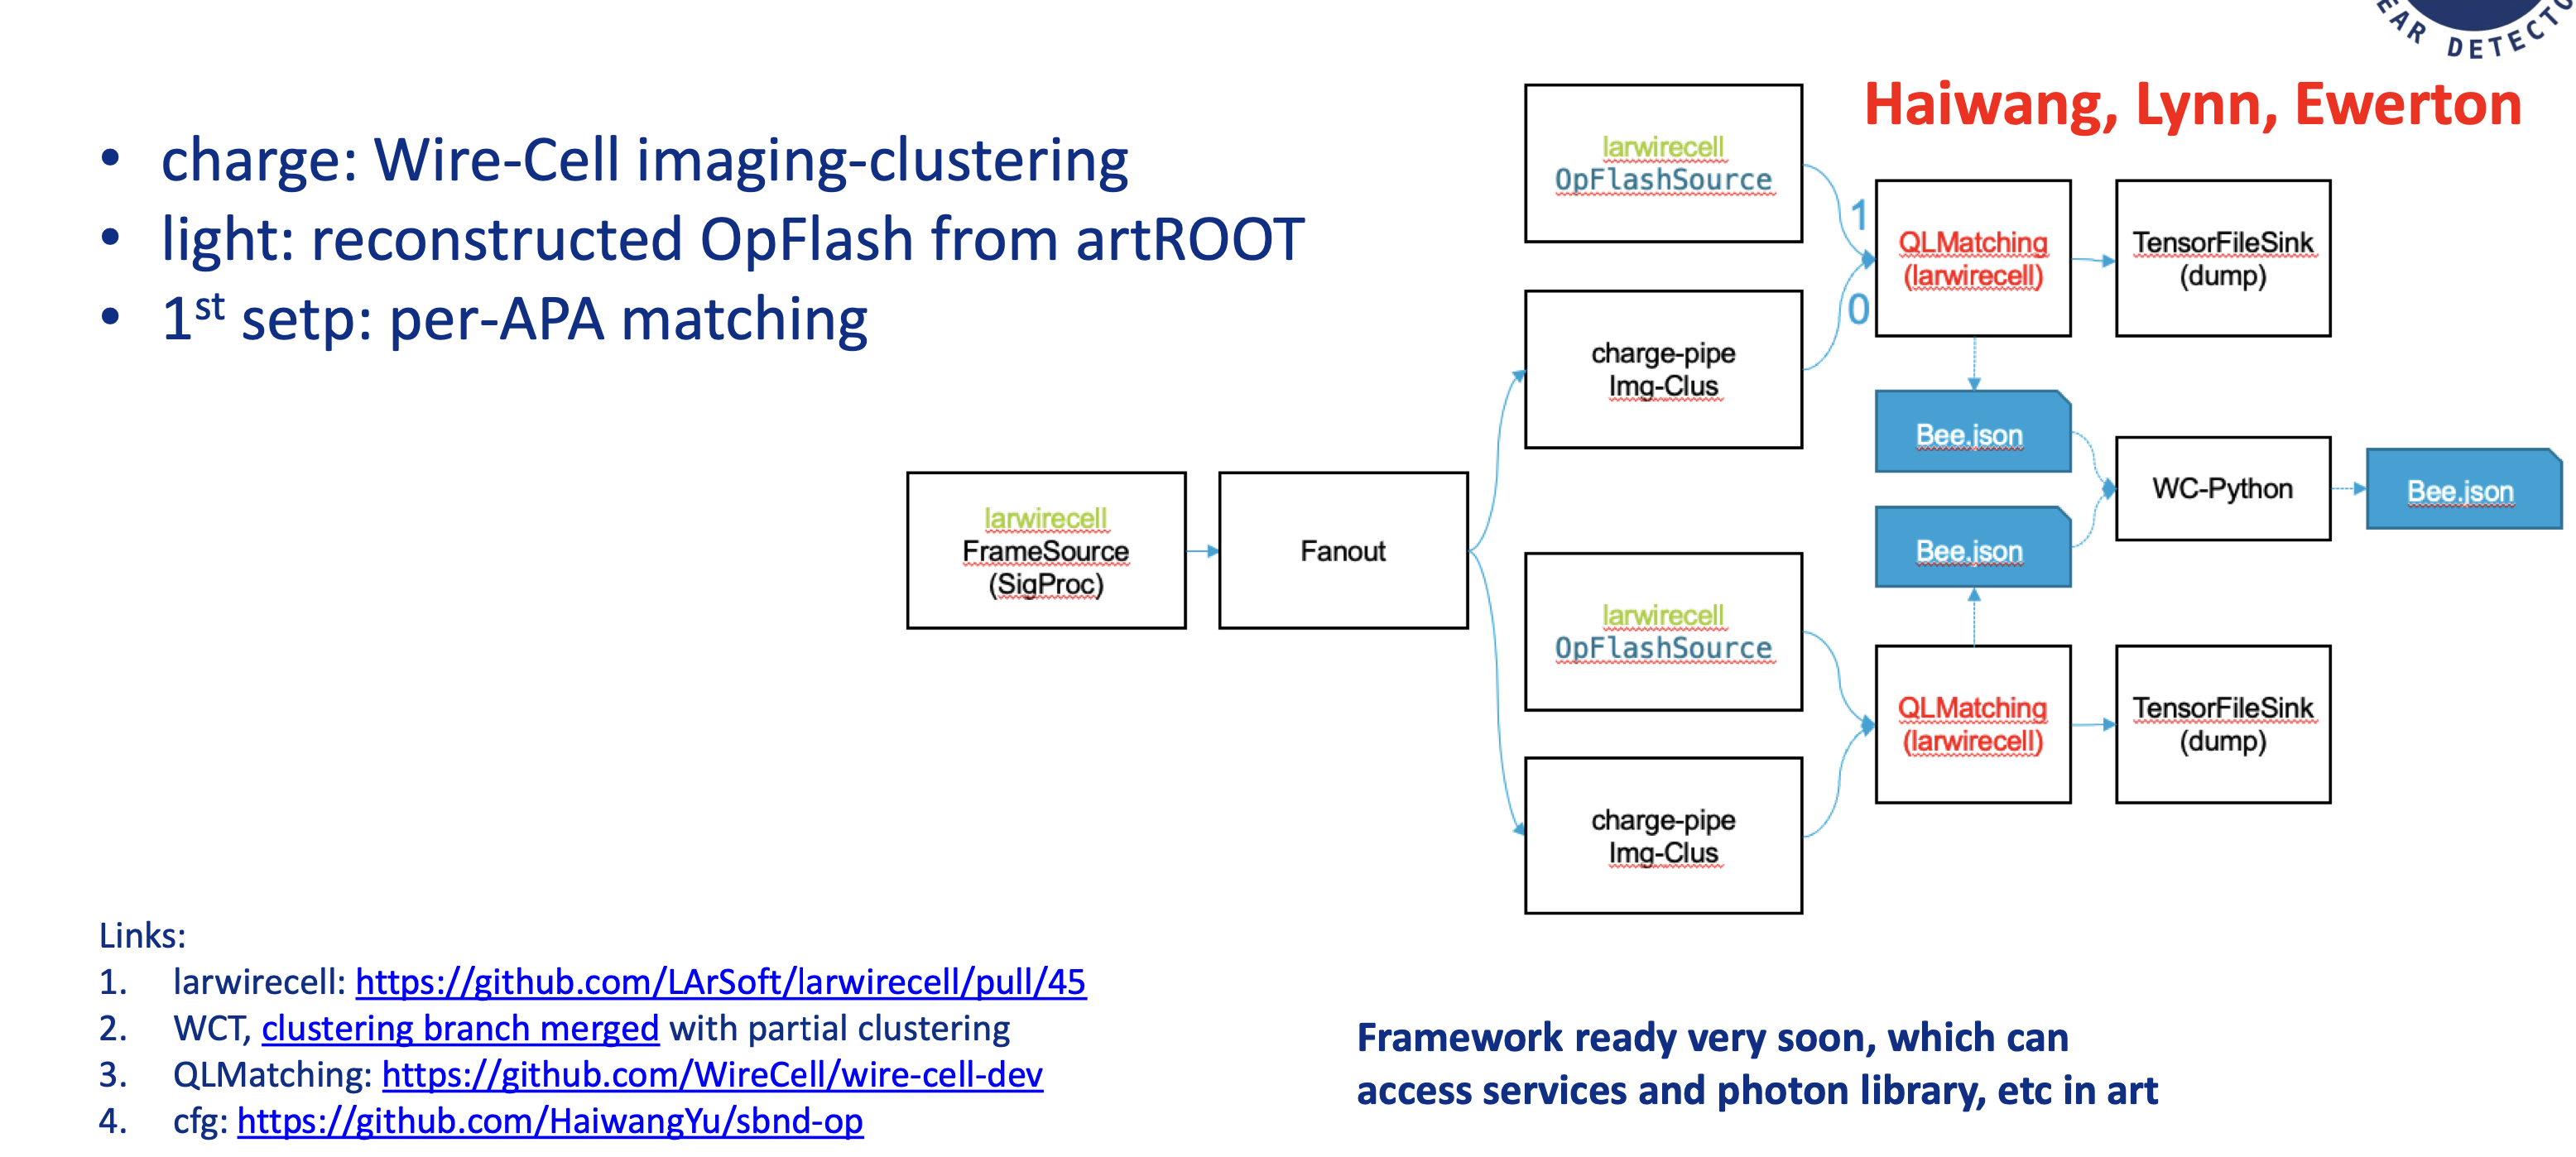 EAR DETECTO
Haiwang, Lynn, Ewerton
• charge: Wire-Cell imaging-clustering
• light: reconstructed OpFlash from artROOT
• 1st setp: per-APA matching
larwirecell
OpFlashSource
1
0
QLMatching
(larwirecell)
TensorFileSink
(dump)
charge-pipe
Img-Clus
Bee.json
WC-Python
Bee.json
Bee.json
larwirecell
FrameSource
(SigProc)
Fanout
larwirecell
OpFlashSource
QLMatching
(larwirecell)
TensorFileSink
(dump)
charge-pipe
Img-Clus
Links:
1. larwirecell: https://github.com/LArSoft/larwirecell/pull/45
2. WCT, clustering branch merged with partial clustering
3. QLMatching: https://github.com/WireCell/wire-cell-dev
4. cfg: https://github.com/HaiwangYu/sbnd-op
Framework ready very soon, which can
access services and photon library, etc in art